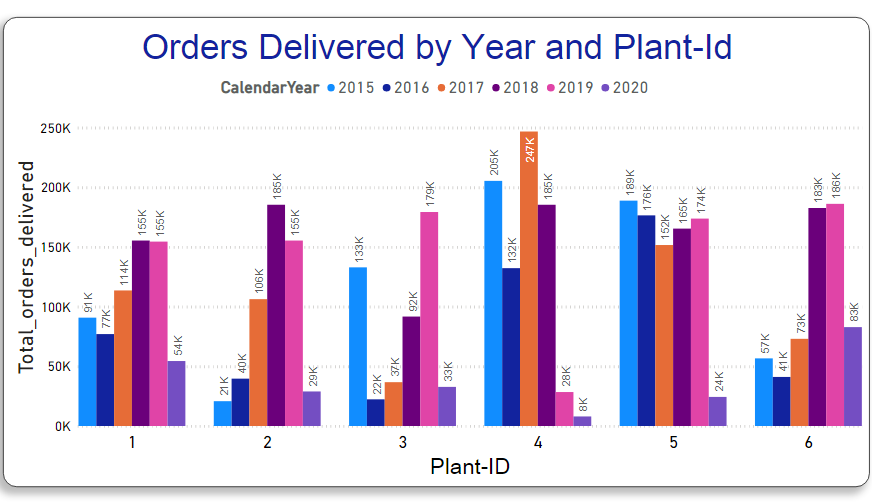 Orders Delivered by Year and Plant-Id
CalendarYear 2015 2016 2017 2018 2019 2020
Total_orders_delivered
250K
200K
150K
100K
50K
0K
91K 77K 114K 155K 155K 54K
21K 40K 106K 185K 155K 29K
133K 22K 37K 92K 179K 33K
205K 132K 247K 185K 28K 8K
189K 176K 152K 165K 174K 24K
57K 41K 73K 183K 186K 83K
1 2 3 4 5 6
Plant-ID